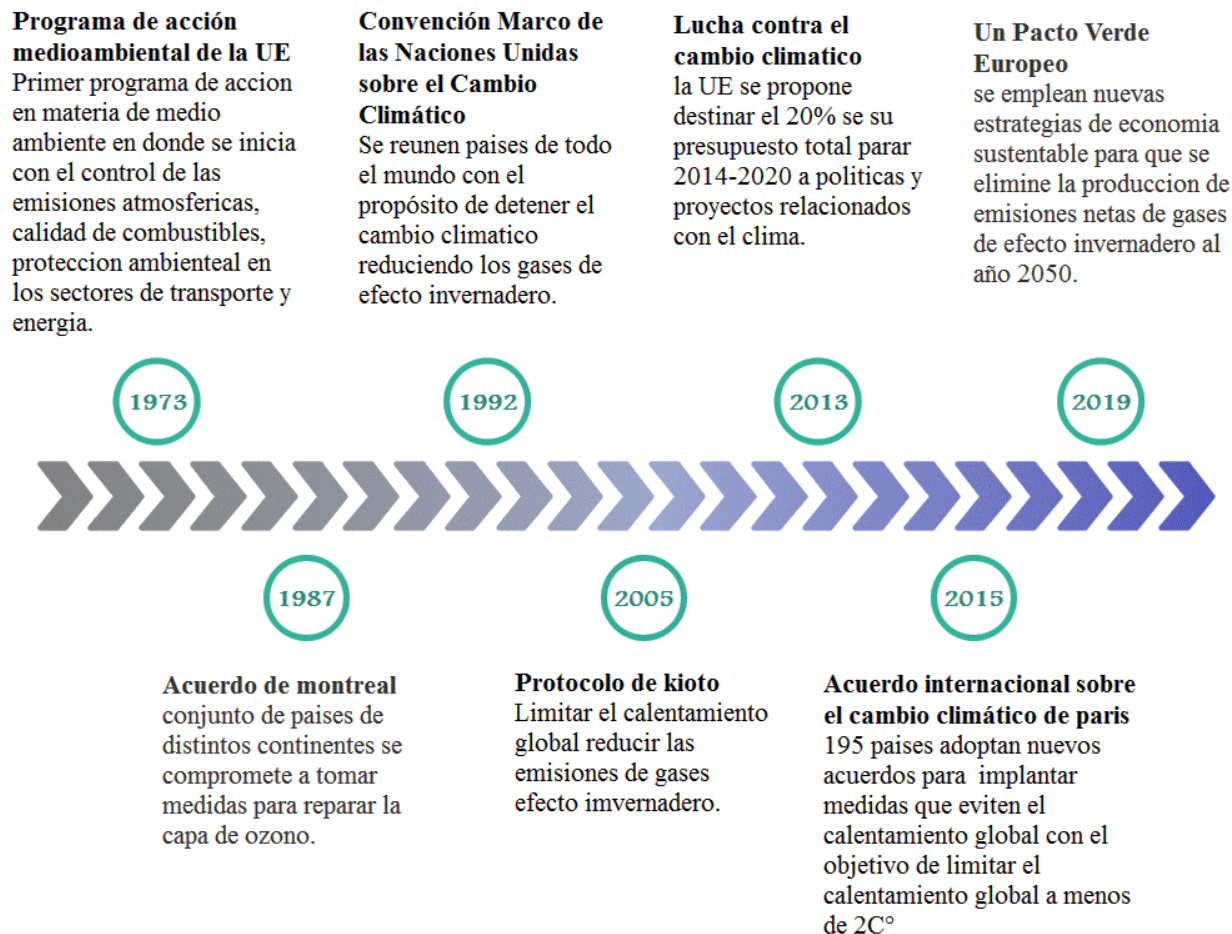 Programa de acción
medioambiental de la UE
Primer programa de accion
en materia de medio
ambiente en donde se inicia
con el control de las
emisiones atmosfericas,
calidad de combustibles,
proteccion ambienteal en
los sectores de transporte y
energia.
Convención Marco de
las Naciones Unidas
sobre el Cambio
Climático
Se reunen paises de todo
el mundo con el
propósito de detener el
cambio climatico
reduciendo los gases de
efecto invernadero.
Lucha contra el
cambio climatico
la UE se propone
destinar el 20% se su
presupuesto total parar
2014-2020 a politicas y
proyectos relacionados
con el clima.
Un Pacto Verde
Europeo
se emplean nuevas
estrategias de economia
sustentable para que se
elimine la produccion de
emisiones netas de gases
de efecto invernadero al
año 2050.
1973
1992
2013
2019
1987
2005
2015
Acuerdo de montreal
conjunto de paises de
distintos continentes se
compromete a tomar
medidas para reparar la
capa de ozono.
Protocolo de kioto
Limitar el calentamiento
global reducir las
emisiones de gases
efecto imvernadero.
Acuerdo internacional sobre
el cambio climático de paris
195 paises adoptan nuevos
acuerdos para  implantar
medidas que eviten el
calentamiento global con el
objetivo de limitar el
calentamiento global a menos
de 2C°